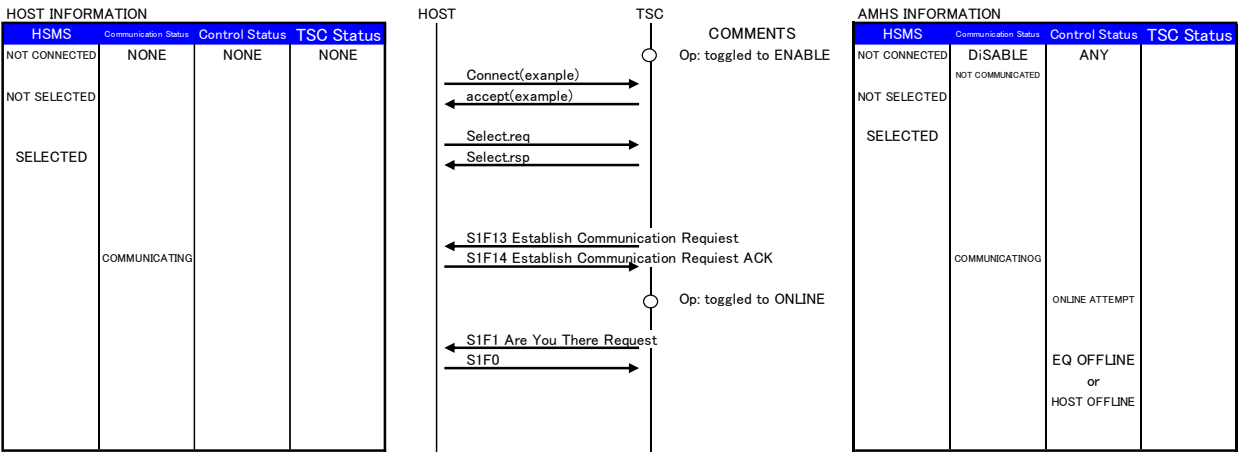 HOST INFORMATION
HSMS Communication Status Control Status TSC Status
NOT CONNECTED NONE NONE NONE
NOT SELECTED
SELECTED
COMMUNICATING
HOST TSC
COMMENTS
Op: toggled to ENABLE
Connect(exanple)
accept(example)
Select.req
Select.rsp
S1F13 Establish Communication Requiest
S1F14 Establish Communication Requiest ACK
Op: toggled to ONLINE
S1F1 Are You There Request
S1F0
AMHS INFORMATION
HSMS Communication Status Control Status TSC Status
NOT CONNECTED DiSABLE ANY
NOT COMMUNICATED
NOT SELECTED
SELECTED
COMMUNICATINOG
ONLINE ATTEMPT
EQ OFFLINE
or
HOST OFFLINE